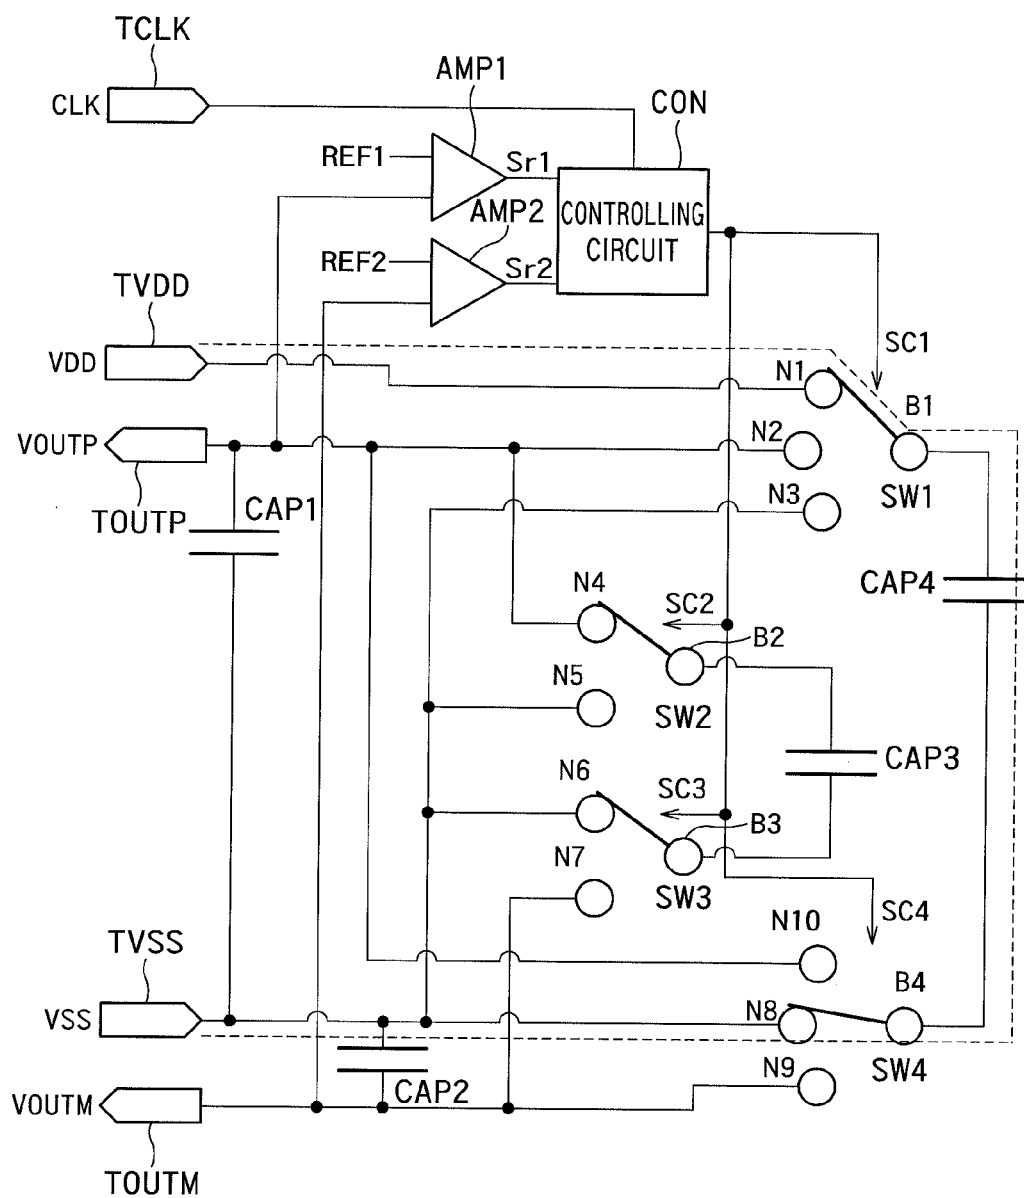 TCLK
CLK
AMP1
CON
REF1
Sr1
AMP2
CONTROLLING
CIRCUIT
REF2
Sr2
TVDD
VDD
SC1
N1
B1
VOUTP
N2
TOUTP
CAP1
N3
SW1
CAP4
N4
SC2
B2
N5
SW2
CAP3
N6
SC3
B3
N7
SW3
SC4
N10
TVSS
B4
VSS
N8
N9
SW4
VOUTM
CAP2
TOUTM